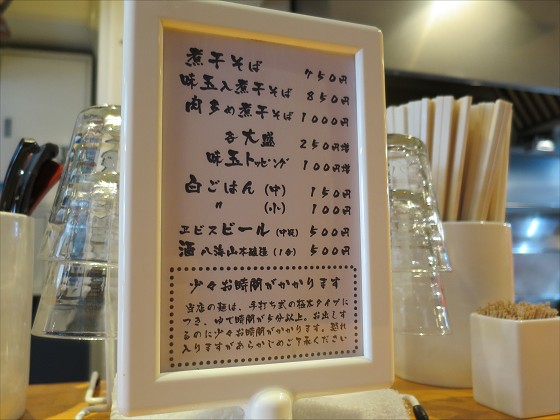 煮干そば 750円
味玉入煮干そば 850円
肉多め煮干そば 1000円
各大盛 250円増
味玉トッピング 100円増
白ごはん(中) 150円
〃 (小) 100円
ヱビスビール(中瓶) 500円
酒 八海山本醸造(1合) 500円
少々お時間がかかります
当店の麺は、手打ち式の極太タイプに
つき、ゆで時間が5分以上。お出しす
るのに少々お時間がかかります。恐れ
入りますがあらかじめご了承ください